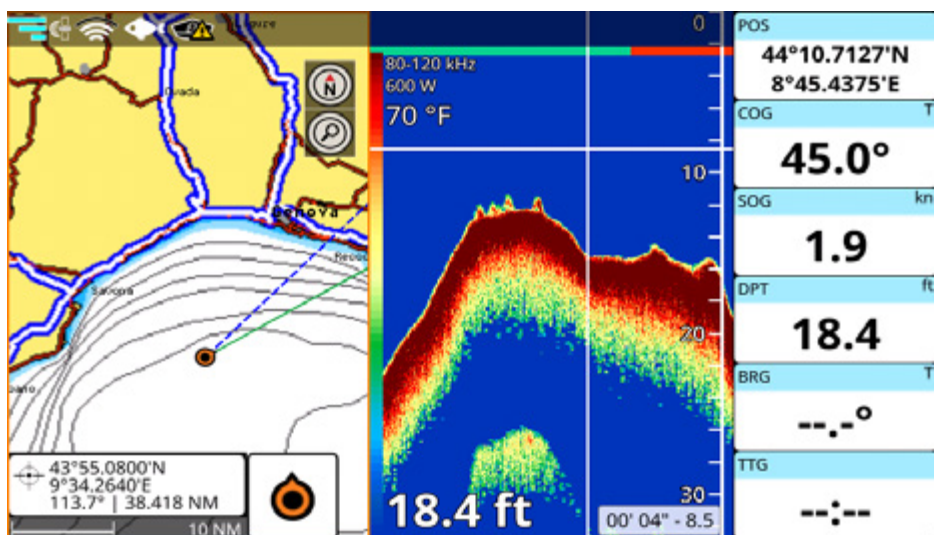 Ovada
Genova
Recco
Savona
N
43°55.0800'N
9°34.2640'E
113.7° | 38.418 NM
10 NM
0
80-120 kHz
600 W
70 °F
10
20
30
18.4 ft
00' 04" - 8.5
POS
44°10.7127'N
8°45.4375'E
COG T
45.0°
SOG kn
1.9
DPT ft
18.4
BRG T
--.-°
TTG
--:--